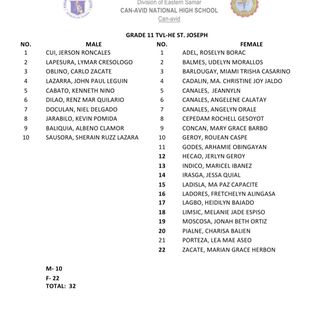 Division of Eastern Samar
CAN-AVID NATIONAL HIGH SCHOOL
Can-avid
GRADE 11 TVL-HE ST. JOSEPH
NO. MALE NO. FEMALE
1 CUI, JERSON RONCALES 1 ADEL, ROSELYN BORAC
2 LAPESURA, LYMAR CRESOLOGO 2 BALMES, UDELYN MORALLOS
3 OBLINO, CARLO ZACATE 3 BARLOUGAY, MIAMI TRISHA CASARINO
4 LAZARRA, JOHN PAUL LEGUIN 4 CADALIN, MA. CHRISTINE JOY JALDO
5 CABATO, KENNETH NINO 5 CANALES, JEANNYLN
6 DILAO, RENZ MAR QUILARIO 6 CANALES, ANGELENE CALATAY
7 DOCULAN, NIEL DELGADO 7 CANALES, ANGELYN ORALE
8 JARABILO, KEVIN POMIDA 8 CEPEDAM ROCHELL GESOYOT
9 BALIQUIA, ALBENO CLAMOR 9 CONCAN, MARY GRACE BARBO
10 SAUSORA, SHERAIN RUZZ LAZARA 10 GEROY, ROUEAN CASPE
11 GODES, ARHAMIE OBINGAYAN
12 HECAO, JERLYN GEROY
13 INDICO, MARICEL IBANEZ
14 IRASGA, JESSA QUIAL
15 LADISLA, MA PAZ CAPACITE
16 LADORES, FRETCHELYN ALINGASA
17 LAGBO, HEIDILYN BAJADO
18 LIMSIC, MELANIE JADE ESPISO
19 MOSCOSA, JONAH BETH ORTIZ
20 PIALNE, CHARISA BALIEN
21 PORTEZA, LEA MAE ASEO
22 ZACATE, MARIAN GRACE HERBON
M- 10
F- 22
TOTAL: 32